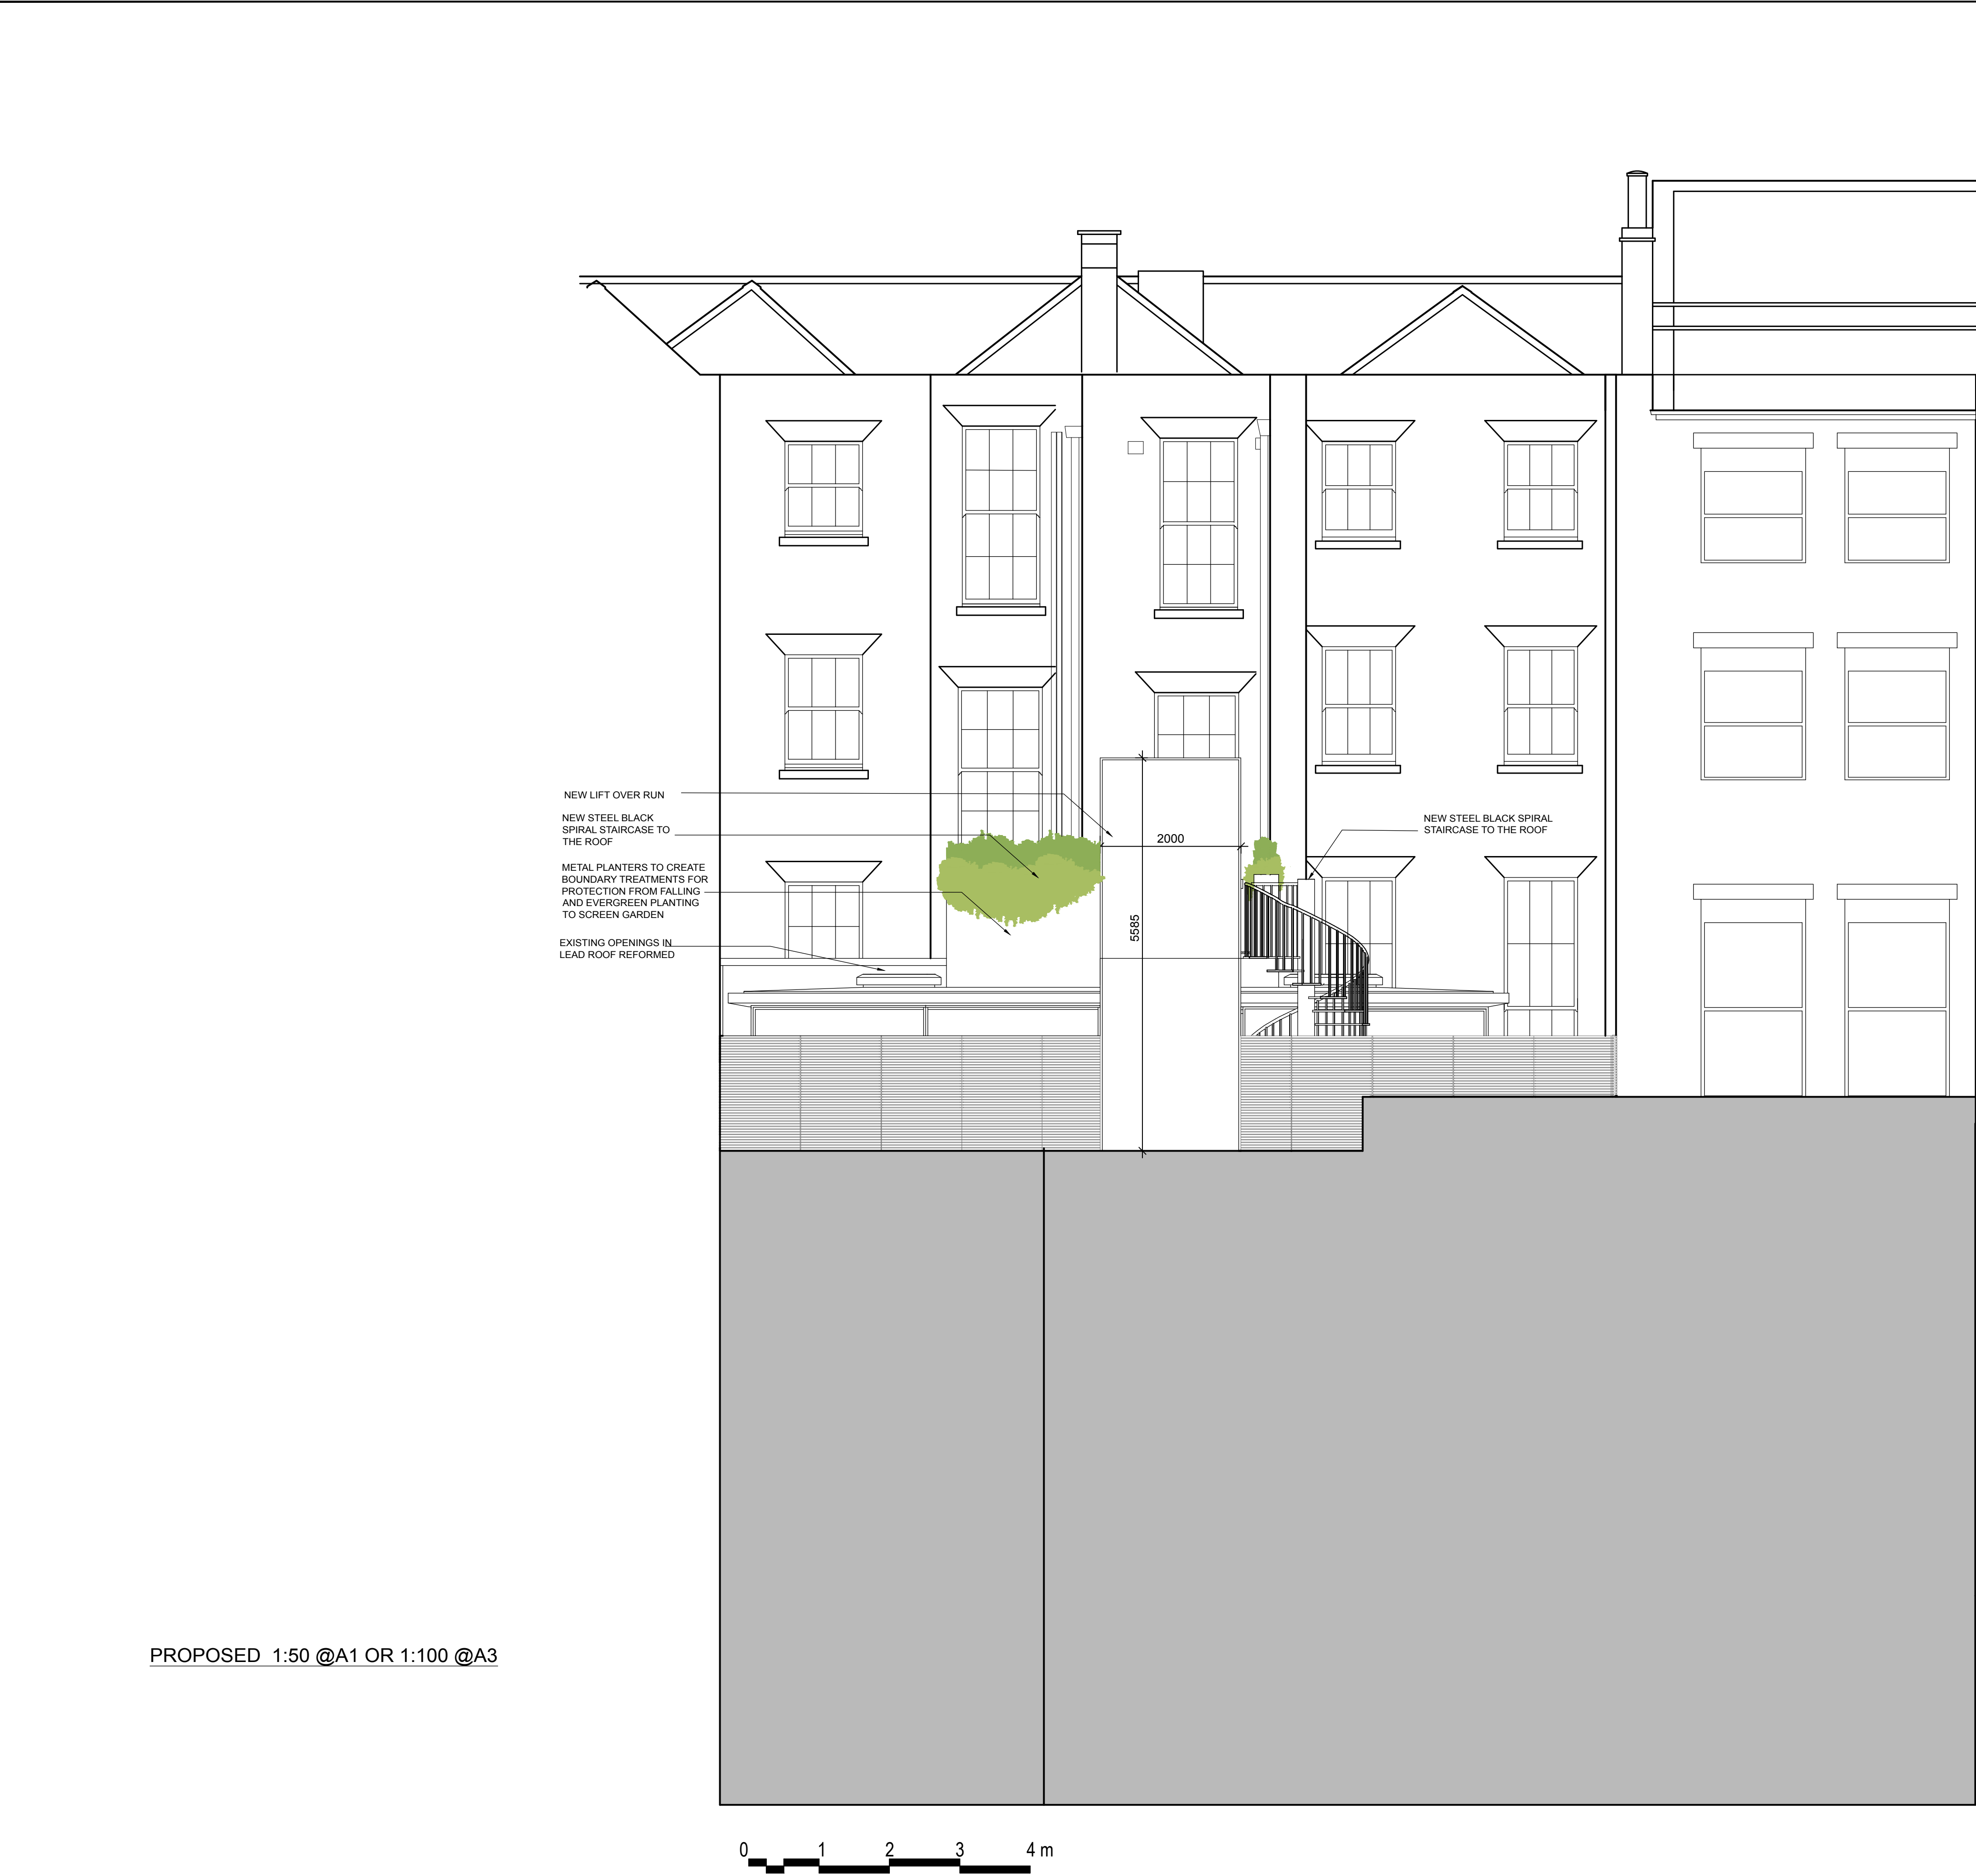 NEW LIFT OVER RUN
NEW STEEL BLACK
SPIRAL STAIRCASE TO
THE ROOF
METAL PLANTERS TO CREATE
BOUNDARY TREATMENTS FOR
PROTECTION FROM FALLING
AND EVERGREEN PLANTING
TO SCREEN GARDEN
EXISTING OPENINGS IN
LEAD ROOF REFORMED
2000
5585
NEW STEEL BLACK SPIRAL
STAIRCASE TO THE ROOF
PROPOSED 1:50 @A1 OR 1:100 @A3
0 1 2 3 4 m